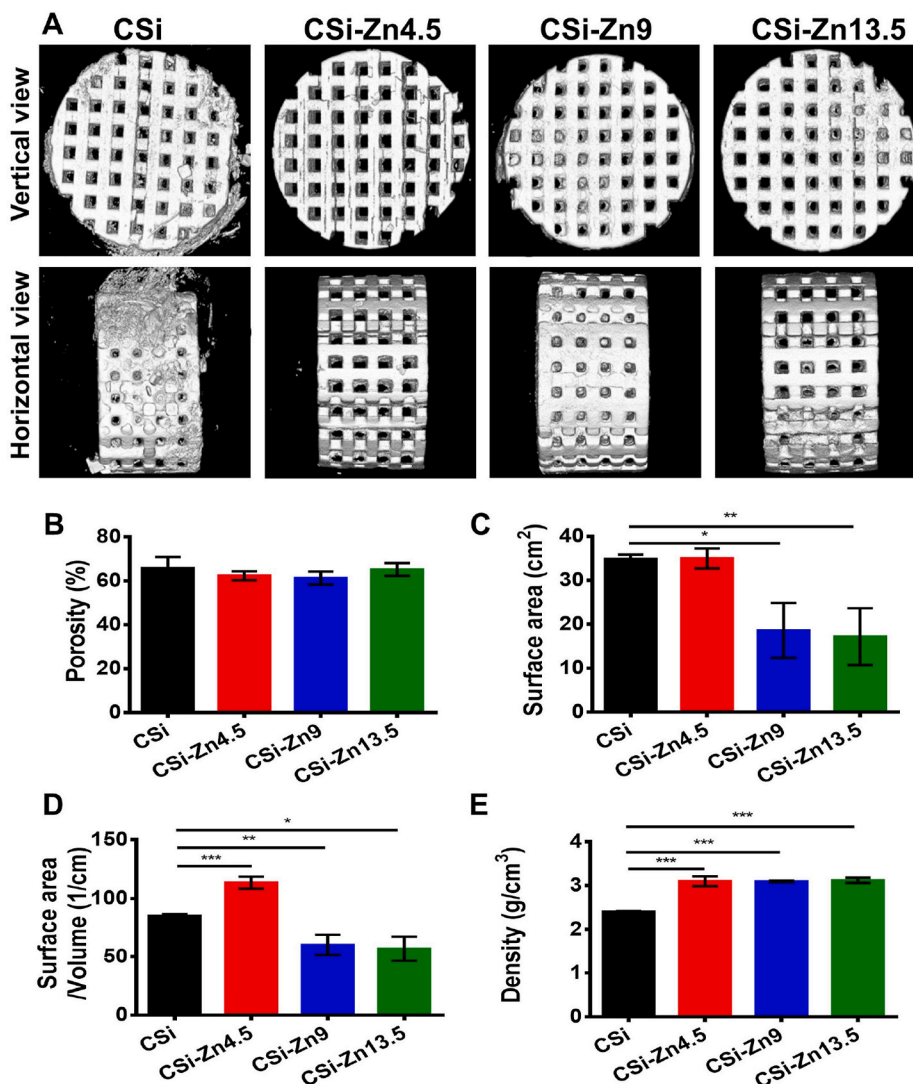 A
CSi
CSi-Zn4.5
CSi-Zn9
CSi-Zn13.5
Vertical view
Horizontal view
B
Porosity (%)
80
60
40
20
0
CSi
CSi-Zn4.5
CSi-Zn9
CSi-Zn13.5
C
Surface area (cm²)
40
30
20
10
0
**
*
CSi
CSi-Zn4.5
CSi-Zn9
CSi-Zn13.5
D
Surface area
/Volume (1/cm)
150
100
50
0
*
**
***
CSi
CSi-Zn4.5
CSi-Zn9
CSi-Zn13.5
E
Density (g/cm³)
4
3
2
1
0
***
***
***
CSi
CSi-Zn4.5
CSi-Zn9
CSi-Zn13.5